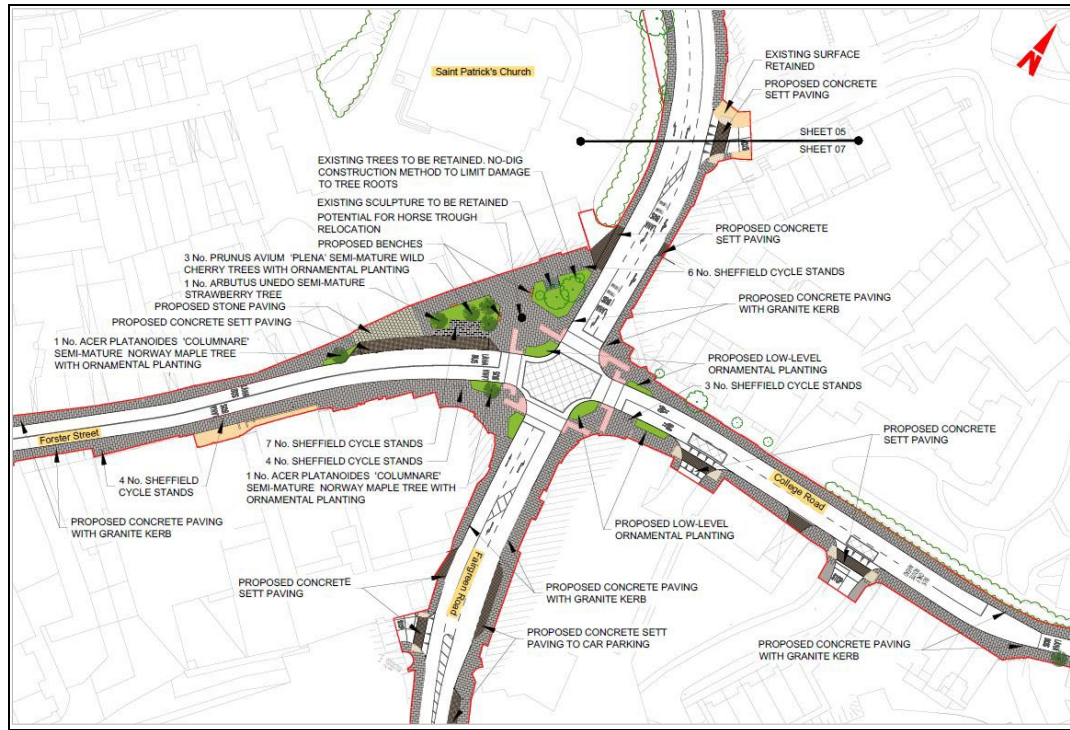 Saint Patrick's Church
N
EXISTING SURFACE
RETAINED
PROPOSED CONCRETE
SETT PAVING
SHEET 05
SHEET 07
EXISTING TREES TO BE RETAINED. NO-DIG
CONSTRUCTION METHOD TO LIMIT DAMAGE
TO TREE ROOTS
EXISTING SCULPTURE TO BE RETAINED
POTENTIAL FOR HORSE TROUGH
RELOCATION
PROPOSED BENCHES
3 No. PRUNUS AVIUM 'PLENA' SEMI-MATURE WILD
CHERRY TREES WITH ORNAMENTAL PLANTING
1 No. ARBUTUS UNEDO SEMI-MATURE
STRAWBERRY TREE
PROPOSED STONE PAVING
PROPOSED CONCRETE SETT PAVING
1 No. ACER PLATANOIDES 'COLUMNARE'
SEMI-MATURE NORWAY MAPLE TREE
WITH ORNAMENTAL PLANTING
PROPOSED CONCRETE
SETT PAVING
6 No. SHEFFIELD CYCLE STANDS
PROPOSED CONCRETE PAVING
WITH GRANITE KERB
PROPOSED LOW-LEVEL
ORNAMENTAL PLANTING
3 No. SHEFFIELD CYCLE STANDS
PROPOSED CONCRETE
SETT PAVING
Forster Street
BUS
LANA
7 No. SHEFFIELD CYCLE STANDS
4 No. SHEFFIELD CYCLE STANDS
1 No. ACER PLATANOIDES 'COLUMNARE'
SEMI-MATURE NORWAY MAPLE TREE WITH
ORNAMENTAL PLANTING
4 No. SHEFFIELD
CYCLE STANDS
College Road
PROPOSED CONCRETE PAVING
WITH GRANITE KERB
PROPOSED LOW-LEVEL
ORNAMENTAL PLANTING
Fairgreen Road
PROPOSED CONCRETE
SETT PAVING
PROPOSED CONCRETE PAVING
WITH GRANITE KERB
STOP
PROPOSED CONCRETE SETT
PAVING TO CAR PARKING
PROPOSED CONCRETE PAVING
WITH GRANITE KERB
LANA
BUS